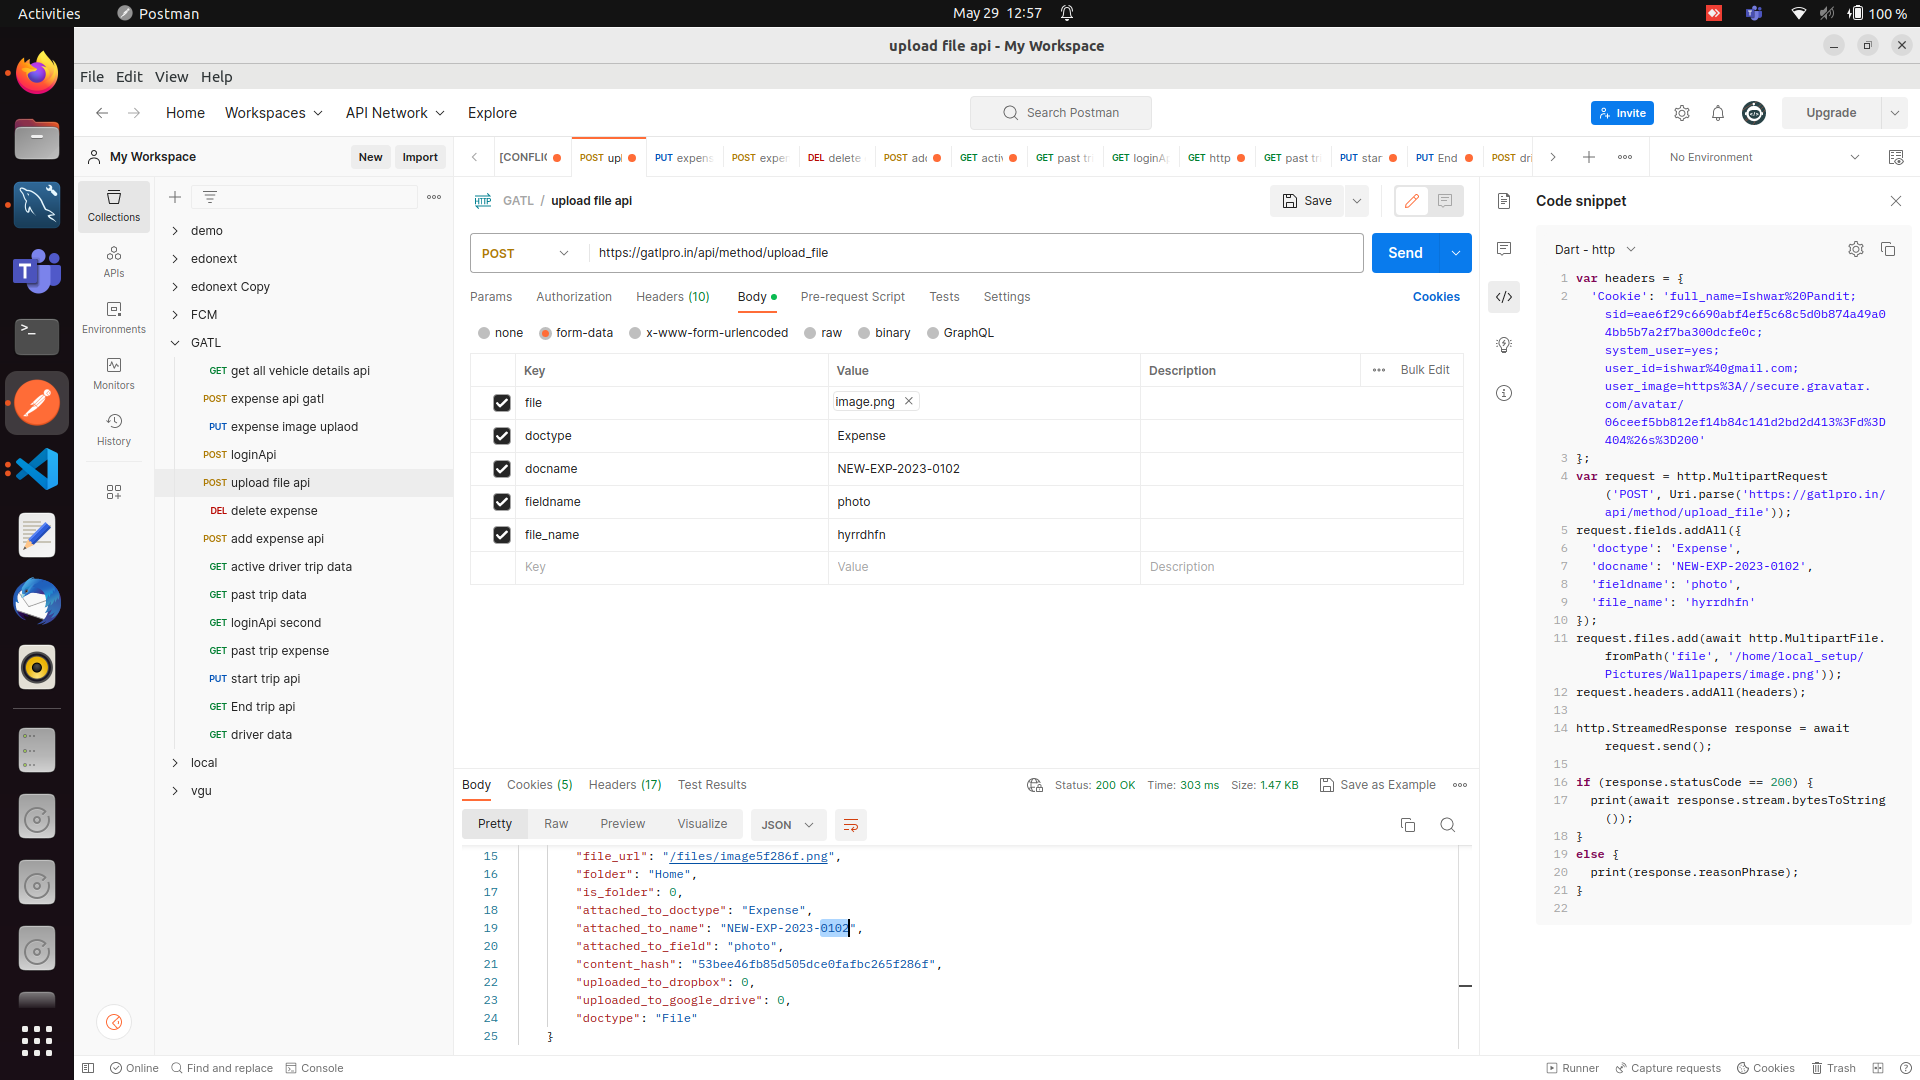 Activities
Postman
May 29 12:57
100 %
upload file api - My Workspace
File Edit View Help
Home Workspaces API Network Explore
Search Postman
Invite
Upgrade
My Workspace
New
Import
[CONFLIC
POST upl
PUT expens
POST exper
DEL delete
POST add
GET activ
GET past tr
GET loginA
GET http
GET past tr
PUT star
PUT End
POST dri
No Environment
Collections
APIs
Environments
Monitors
History
demo
edonext
edonext Copy
FCM
GATL
GET get all vehicle details api
POST expense api gatl
PUT expense image uplaod
POST loginApi
POST upload file api
DEL delete expense
POST add expense api
GET active driver trip data
GET past trip data
GET loginApi second
GET past trip expense
PUT start trip api
GET End trip api
GET driver data
local
vgu
HTTP GATL / upload file api
Save
POST
https://gatlpro.in/api/method/upload_file
Send
Params Authorization Headers (10) Body Pre-request Script Tests Settings
Cookies
none form-data x-www-form-urlencoded raw binary GraphQL
Key Value Description Bulk Edit
file image.png
doctype Expense
docname NEW-EXP-2023-0102
fieldname photo
file_name hyrrdhfn
Key Value Description
Body Cookies (5) Headers (17) Test Results
Status: 200 OK Time: 303 ms Size: 1.47 KB Save as Example
Pretty Raw Preview Visualize JSON
15 "file_url": "/files/image5f286f.png",
16 "folder": "Home",
17 "is_folder": 0,
18 "attached_to_doctype": "Expense",
19 "attached_to_name": "NEW-EXP-2023-0102",
20 "attached_to_field": "photo",
21 "content_hash": "53bee46fb85d505dce0fafbc265f286f",
22 "uploaded_to_dropbox": 0,
23 "uploaded_to_google_drive": 0,
24 "doctype": "File"
25 }
Code snippet
Dart - http
1 var headers = {
2 'Cookie': 'full_name=Ishwar%20Pandit;
sid=eae6f29c6690abf4ef5c68c5d0b874a49a0
4bb5b7a2f7ba300dcfe0c;
system_user=yes;
user_id=ishwar%40gmail.com;
user_image=https%3A//secure.gravatar.
com/avatar/
06ceef5bb812ef14b84c141d2bd2d413%3Fd%3D
404%26s%3D200'
3 };
4 var request = http.MultipartRequest
('POST', Uri.parse('https://gatlpro.in/
api/method/upload_file'));
5 request.fields.addAll({
6 'doctype': 'Expense',
7 'docname': 'NEW-EXP-2023-0102',
8 'fieldname': 'photo',
9 'file_name': 'hyrrdhfn'
10 });
11 request.files.add(await http.MultipartFile.
fromPath('file', '/home/local_setup/
Pictures/Wallpapers/image.png'));
12 request.headers.addAll(headers);
13
14 http.StreamedResponse response = await
request.send();
15
16 if (response.statusCode == 200) {
17 print(await response.stream.bytesToString
());
18 }
19 else {
20 print(response.reasonPhrase);
21 }
22
Online Find and replace Console
Runner Capture requests Cookies Trash